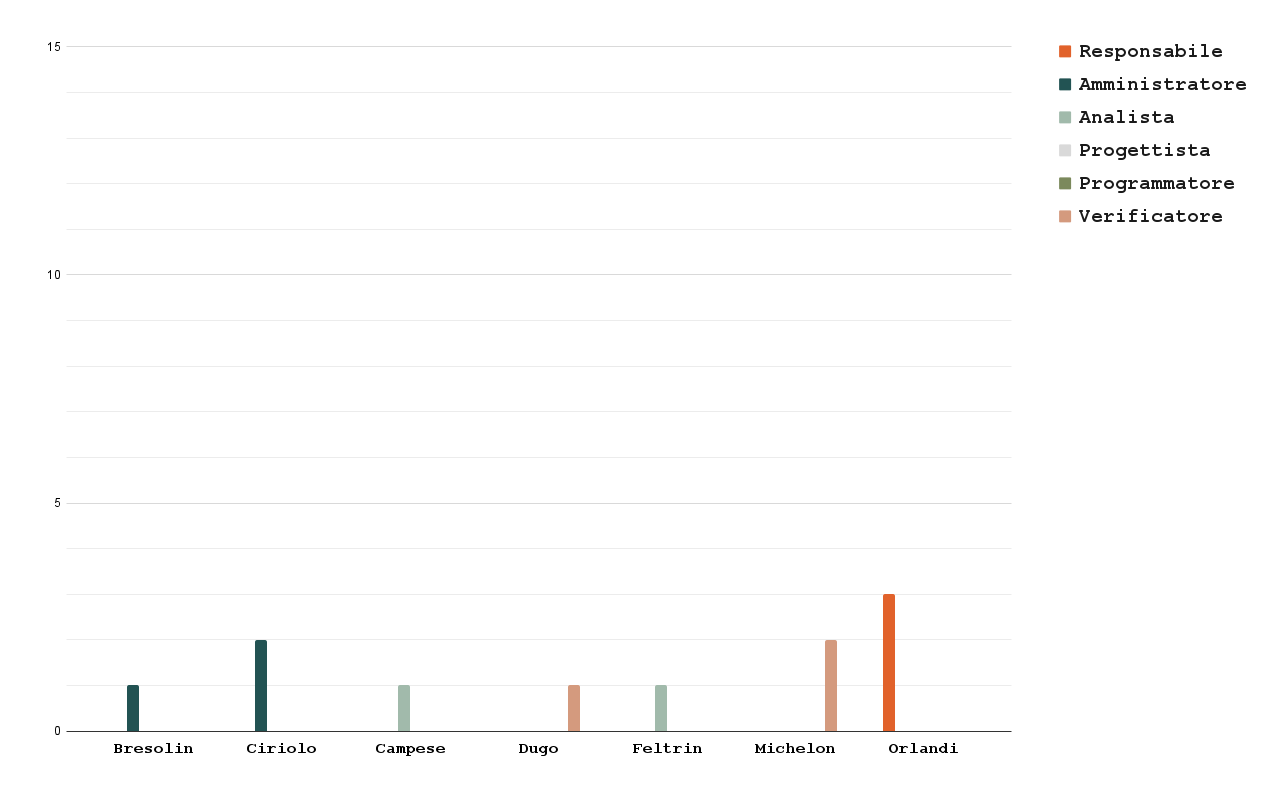 15
10
5
0
Bresolin Ciriolo Campese Dugo Feltrin Michelon Orlandi
Responsabile
Amministratore
Analista
Progettista
Programmatore
Verificatore